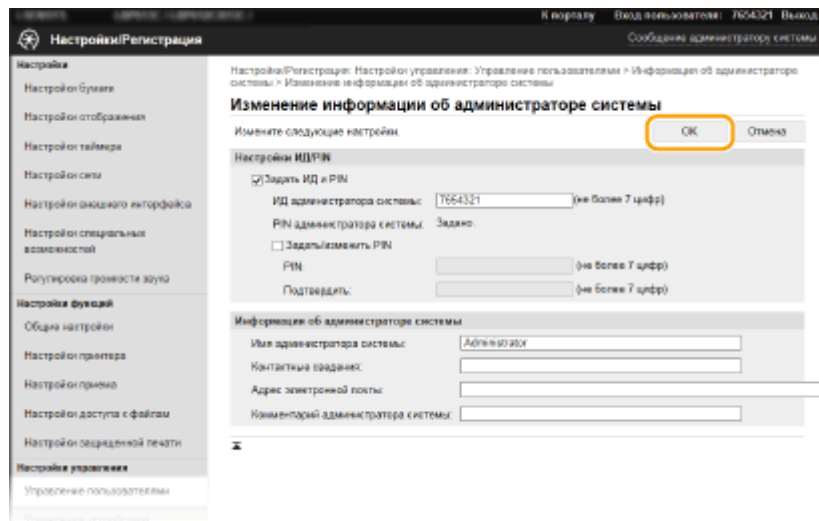 К порталу Вход пользователя: 7654321 Выход
Настройки/Регистрация
Сообщение администратору системы
Настройка
Настройки бумаги
Настройки отображения
Настройки таймера
Настройки сети
Настройки внешнего интерфейса
Настройки специальных
возможностей
Регулировка громкости звука
Настройки функций
Общие настройки
Настройки принтера
Настройки приема
Настройки доступа к файлам
Настройки защищенной печати
Настройки управления
Управление пользователями
Настройка/Регистрация: Настройки управления: Управление пользователями > Информация об администраторе
системы > Изменение информации об администраторе системы
Изменение информации об администраторе системы
Измените следующие настройки.
OK Отмена
Настройки ИД/PIN
Задать ИД и PIN
ИД администратора системы: 7654321 (не более 7 цифр)
PIN администратора системы: Задано.
Задать/изменить PIN
PIN: (не более 7 цифр)
Подтвердить: (не более 7 цифр)
Информация об администраторе системы
Имя администратора системы: Administrator
Контактные сведения:
Адрес электронной почты:
Комментарий администратора системы: